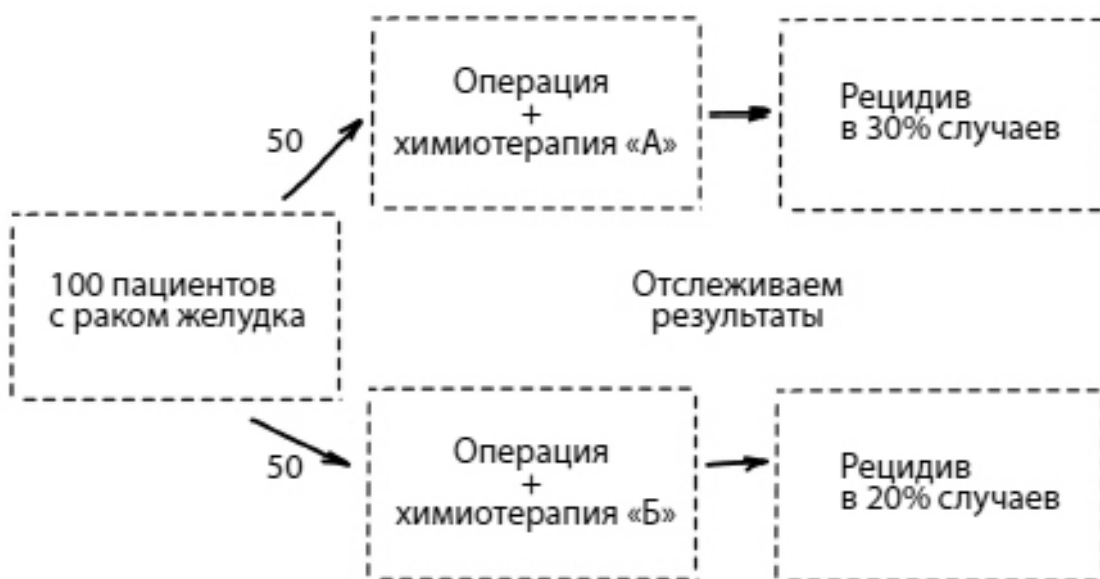 50
Операция
+
химиотерапия «А»
Рецидив
в 30% случаев
100 пациентов
с раком желудка
Отслеживаем
результаты
50
Операция
+
химиотерапия «Б»
Рецидив
в 20% случаев